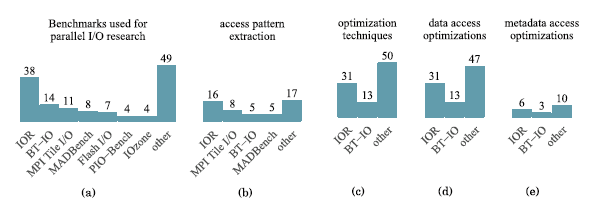 Benchmarks used for
parallel I/O research
38
14
11
8
7
4
4
49
IOR
BT–IO
MPI Tile I/O
MADBench
Flash I/O
PIO–Bench
IOzone
other
(a)
access pattern
extraction
16
8
5
5
17
IOR
MPI Tile I/O
BT–IO
MADBench
other
(b)
optimization
techniques
31
13
50
IOR
BT–IO
other
(c)
data access
optimizations
31
13
47
IOR
BT–IO
other
(d)
metadata access
optimizations
6
3
10
IOR
BT–IO
other
(e)